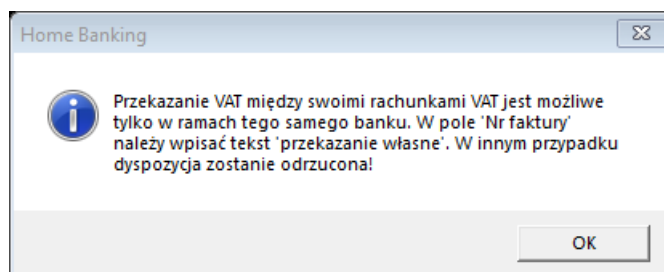 Home Banking
Przekazanie VAT między swoimi rachunkami VAT jest możliwe
tylko w ramach tego samego banku. W pole 'Nr faktury'
należy wpisać tekst 'przekazanie własne'. W innym przypadku
dyspozycja zostanie odrzucona!
OK